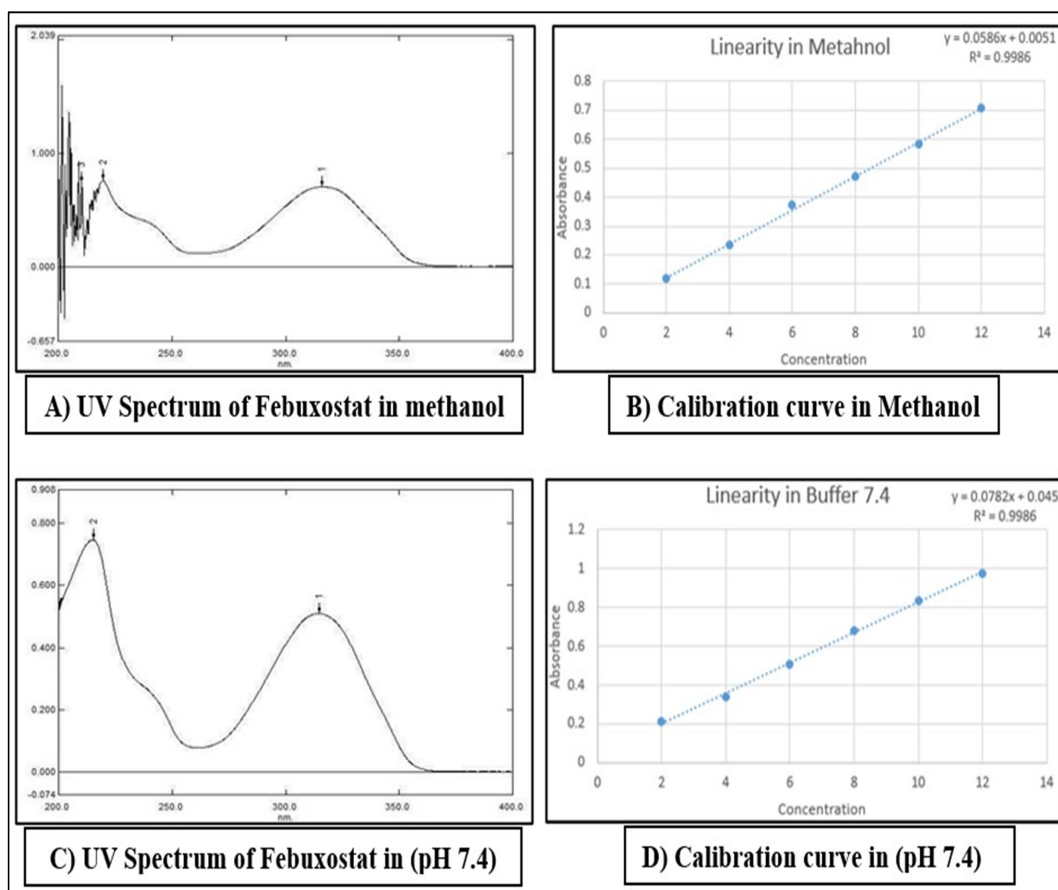 2.039
1.000
0.000
-0.657
200.0 250.0 300.0 350.0 400.0
nm.
3
2
1
A) UV Spectrum of Febuxostat in methanol
Linearity in Metahnol
y = 0.0586x + 0.0051
R² = 0.9986
Absorbance
0.8
0.7
0.6
0.5
0.4
0.3
0.2
0.1
0
0 2 4 6 8 10 12 14
Concentration
B) Calibration curve in Methanol
0.908
0.800
0.600
0.400
0.200
0.000
-0.074
200.0 250.0 300.0 350.0 400.0
nm.
2
1
C) UV Spectrum of Febuxostat in (pH 7.4)
Linearity in Buffer 7.4
y = 0.0782x + 0.045
R² = 0.9986
Absorbance
1.2
1
0.8
0.6
0.4
0.2
0
0 2 4 6 8 10 12 14
Concentration
D) Calibration curve in (pH 7.4)